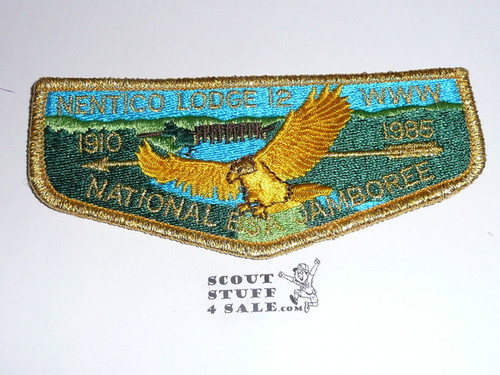 NENTICO LODGE 12 WWW
1910 1985
NATIONAL JAMBOREE
SCOUT
STUFF
4 SALE.com